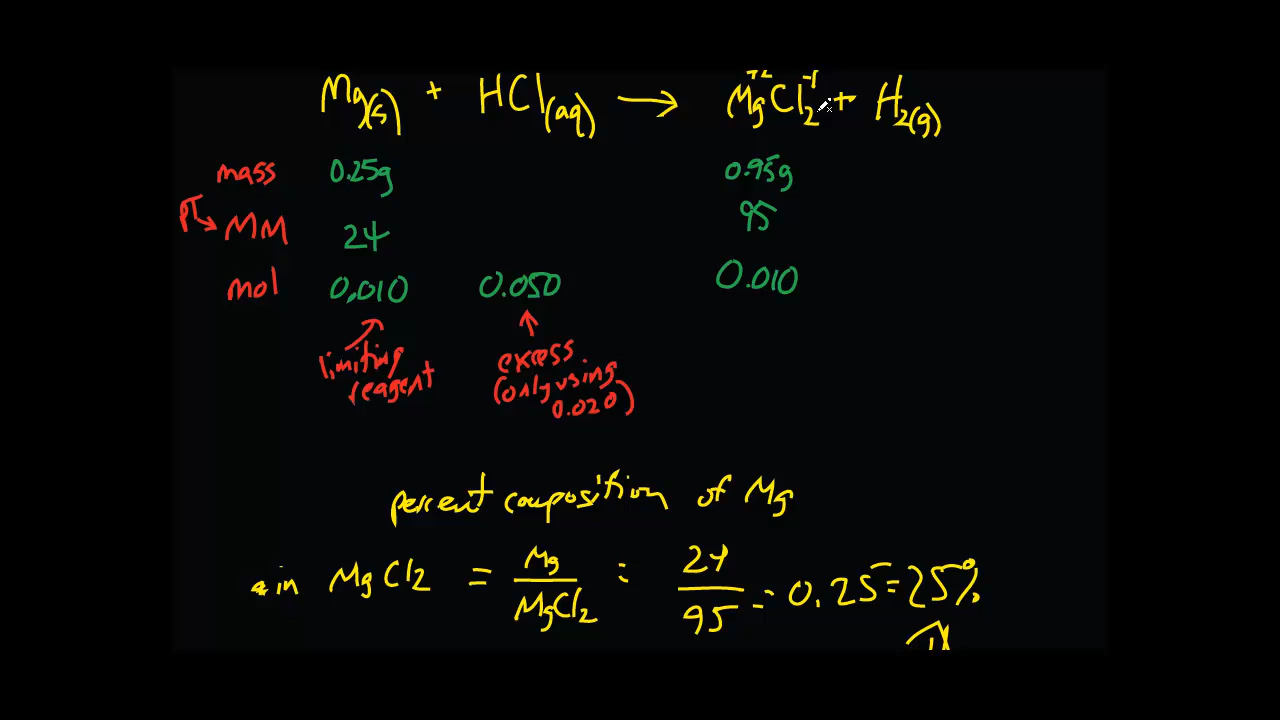 +2 -1
Mg(s) + HCl(aq) → MgCl2 + H2(g)
mass 0.25g 0.95g
PT→ MM 24 95
mol 0.010 0.050 0.010
limiting reagent
excess
(only using
0.020)
percent composition of Mg
in MgCl2 = Mg/MgCl2 = 24/95 = 0.25 = 25%